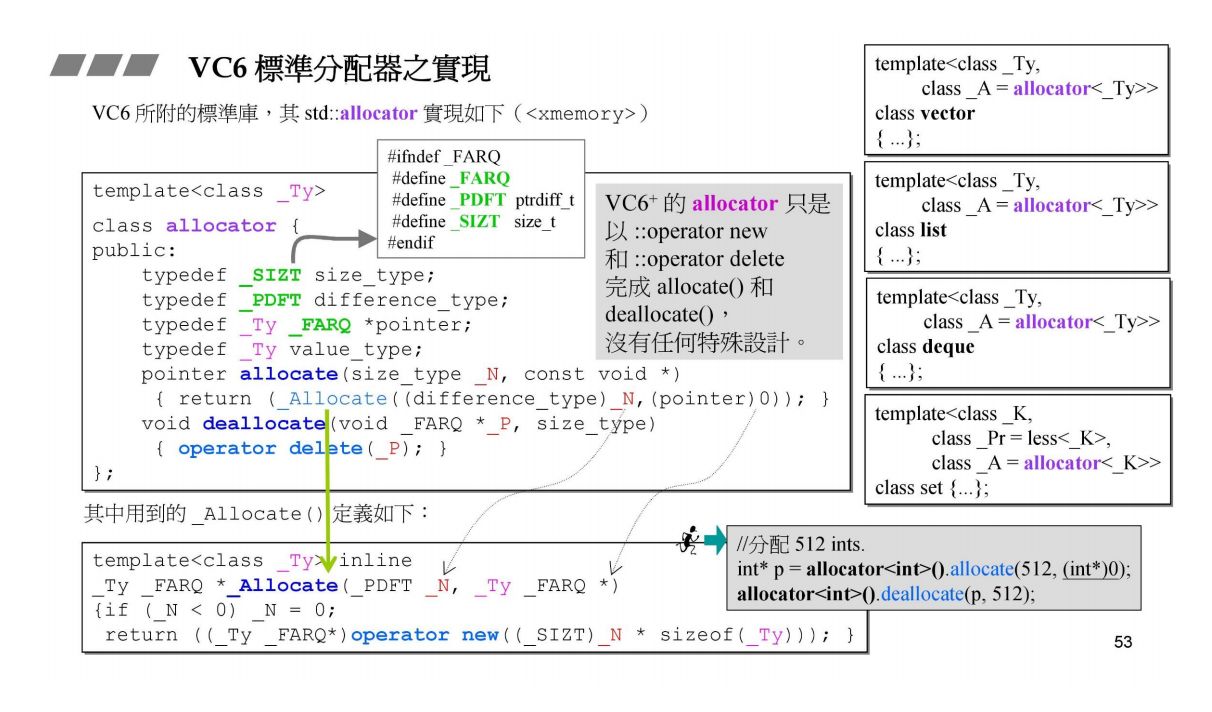 VC6 標準分配器之實現
VC6 所附的標準庫，其 std::allocator 實現如下（<xmemory>）
#ifndef _FARQ
#define _FARQ
#define _PDFT ptrdiff_t
#define _SIZT size_t
#endif
template<class _Ty>
class allocator {
public:
typedef _SIZT size_type;
typedef _PDFT difference_type;
typedef _Ty _FARQ *pointer;
typedef _Ty value_type;
pointer allocate(size_type _N, const void *)
{ return (_Allocate((difference_type)_N,(pointer)0)); }
void deallocate(void _FARQ *_P, size_type)
{ operator delete(_P); }
};
VC6+ 的 allocator 只是
以 ::operator new
和 ::operator delete
完成 allocate() 和
deallocate()，
沒有任何特殊設計。
其中用到的 _Allocate() 定義如下：
template<class _Ty> inline
_Ty _FARQ *_Allocate(_PDFT _N, _Ty _FARQ *)
{if (_N < 0) _N = 0;
return ((_Ty _FARQ*)operator new((_SIZT)_N * sizeof(_Ty))); }
template<class _Ty,
class _A = allocator<_Ty>>
class vector
{ ...};
template<class _Ty,
class _A = allocator<_Ty>>
class list
{ ...};
template<class _Ty,
class _A = allocator<_Ty>>
class deque
{ ...};
template<class _K,
class _Pr = less<_K>,
class _A = allocator<_K>>
class set {...};
//分配 512 ints.
int* p = allocator<int>().allocate(512, (int*)0);
allocator<int>().deallocate(p, 512);
53